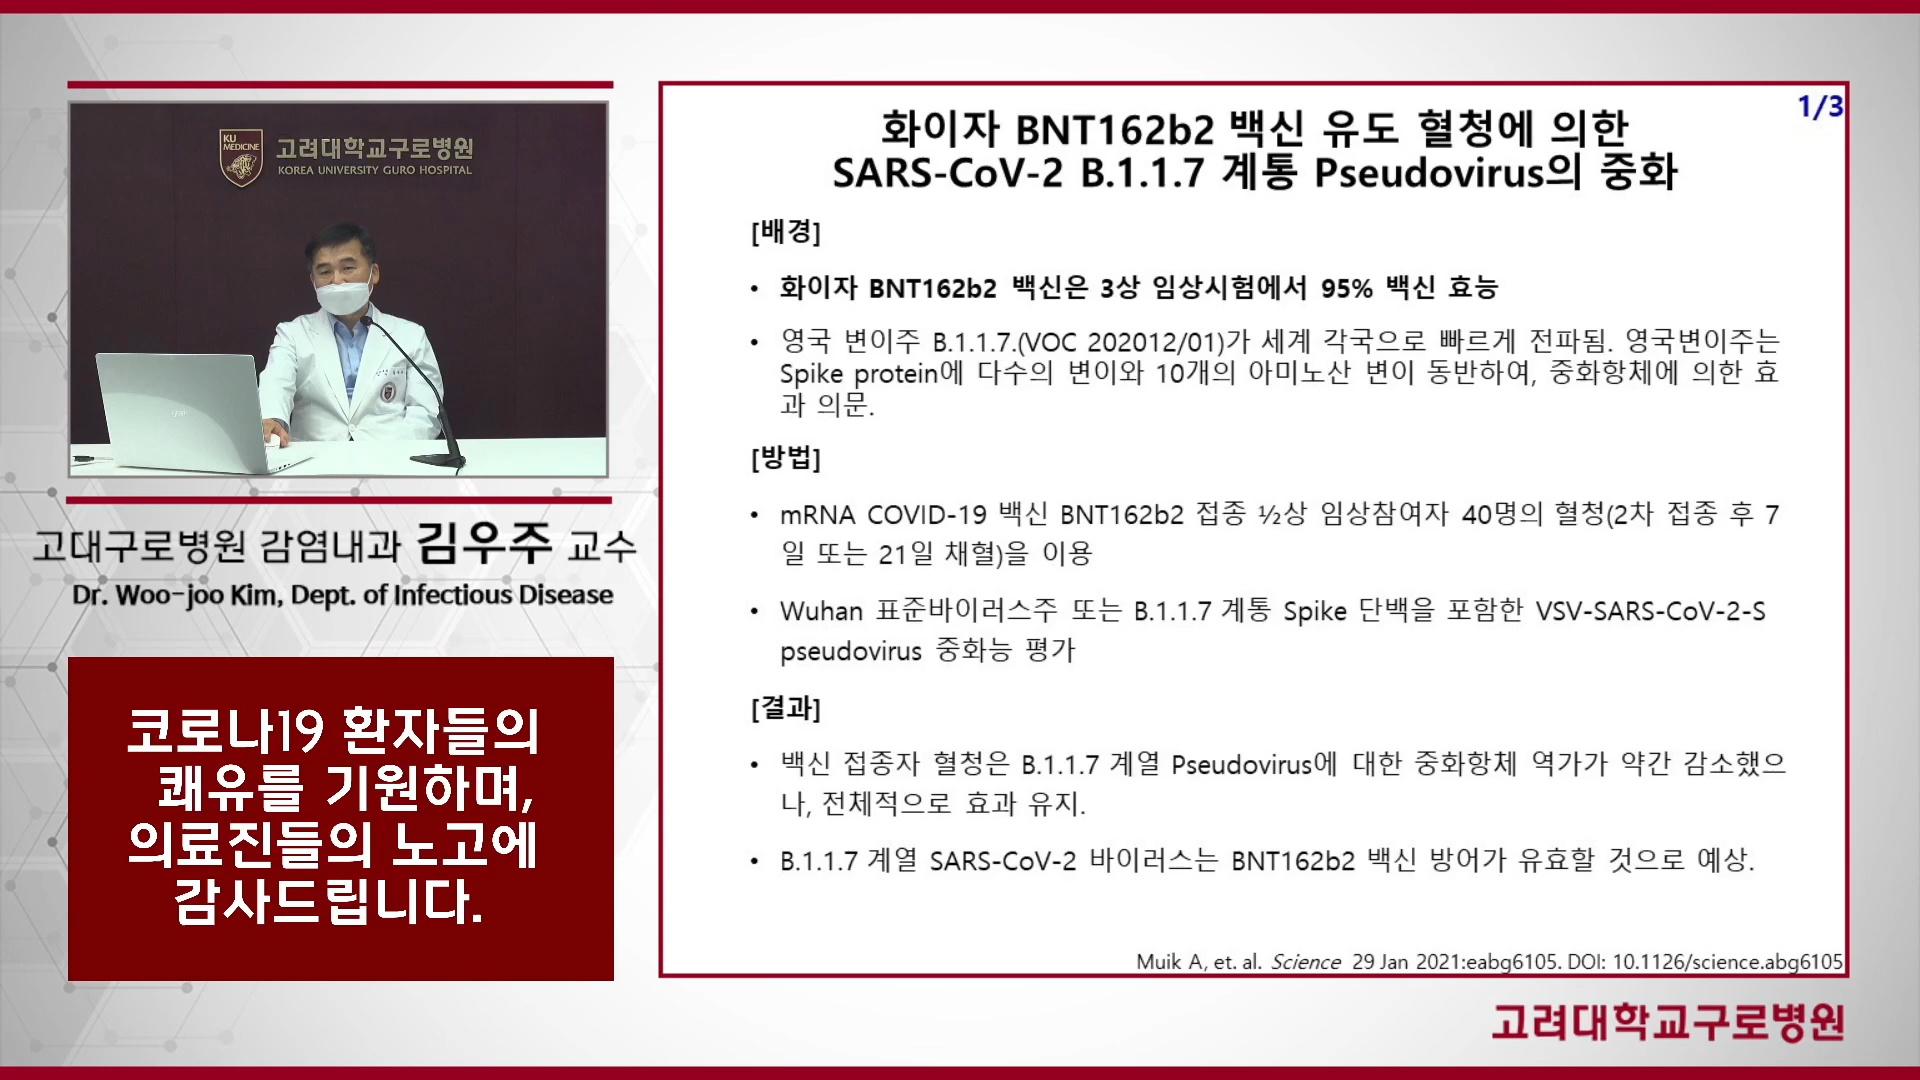 KU
MEDICINE
고려대학교구로병원
KOREA UNIVERSITY GURO HOSPITAL
고대구로병원 감염내과 김우주 교수
Dr. Woo-joo Kim, Dept. of Infectious Disease
코로나19 환자들의
쾌유를 기원하며,
의료진들의 노고에
감사드립니다.
1/3
화이자 BNT162b2 백신 유도 혈청에 의한
SARS-CoV-2 B.1.1.7 계통 Pseudovirus의 중화
[배경]
• 화이자 BNT162b2 백신은 3상 임상시험에서 95% 백신 효능
• 영국 변이주 B.1.1.7.(VOC 202012/01)가 세계 각국으로 빠르게 전파됨. 영국변이주는
Spike protein에 다수의 변이와 10개의 아미노산 변이 동반하여, 중화항체에 의한 효
과 의문.
[방법]
• mRNA COVID-19 백신 BNT162b2 접종 ½상 임상참여자 40명의 혈청(2차 접종 후 7
일 또는 21일 채혈)을 이용
• Wuhan 표준바이러스주 또는 B.1.1.7 계통 Spike 단백을 포함한 VSV-SARS-CoV-2-S
pseudovirus 중화능 평가
[결과]
• 백신 접종자 혈청은 B.1.1.7 계열 Pseudovirus에 대한 중화항체 역가가 약간 감소했으
나, 전체적으로 효과 유지.
• B.1.1.7 계열 SARS-CoV-2 바이러스는 BNT162b2 백신 방어가 유효할 것으로 예상.
Muik A, et. al. Science 29 Jan 2021:eabg6105. DOI: 10.1126/science.abg6105
고려대학교구로병원